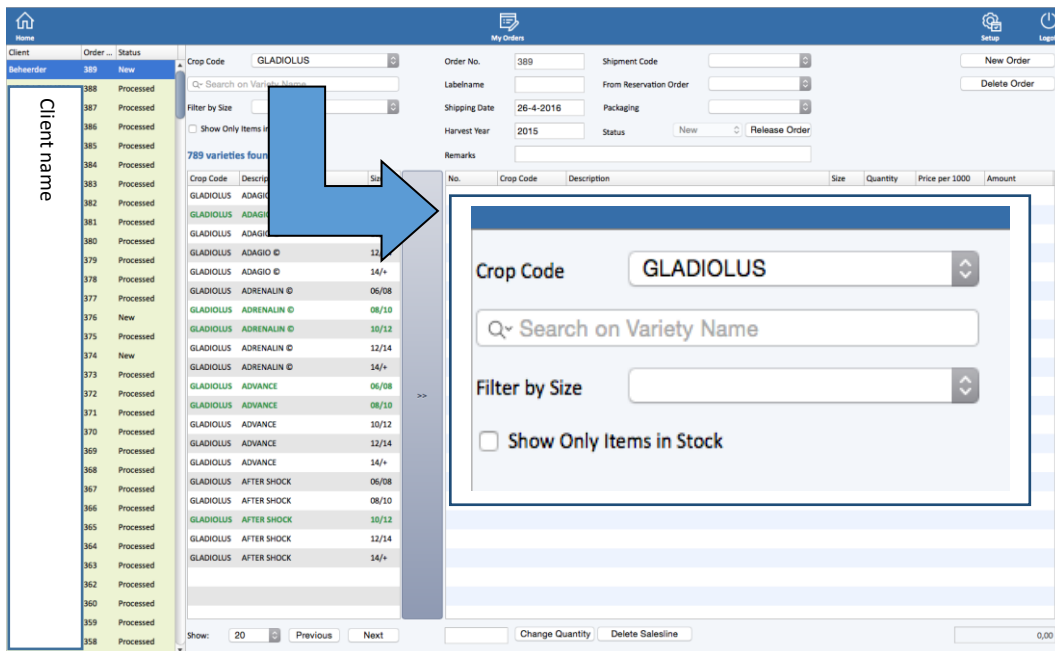 Home
My Orders
Setup
Client Order ... Status
Beheerder 389 New
388 Processed
387 Processed
386 Processed
385 Processed
384 Processed
383 Processed
382 Processed
381 Processed
380 Processed
379 Processed
378 Processed
377 Processed
376 New
375 Processed
374 New
373 Processed
372 Processed
371 Processed
370 Processed
369 Processed
368 Processed
367 Processed
366 Processed
365 Processed
364 Processed
363 Processed
362 Processed
360 Processed
359 Processed
358 Processed
Client name
Crop Code GLADIOLUS
Search on Variety Name
Filter by Size
Show Only Items
789 varieties
Crop Code
GLADIOLUS
GLADIOLUS
GLADIOLUS
GLADIOLUS ADAGIO ©
GLADIOLUS ADAGIO © 14/+
GLADIOLUS ADRENALIN © 06/08
GLADIOLUS ADRENALIN © 08/10
GLADIOLUS ADRENALIN © 10/12
GLADIOLUS ADRENALIN © 12/14
GLADIOLUS ADRENALIN © 14/+
GLADIOLUS ADVANCE 06/08
GLADIOLUS ADVANCE 08/10
GLADIOLUS ADVANCE 10/12
GLADIOLUS ADVANCE 12/14
GLADIOLUS ADVANCE 14/+
GLADIOLUS AFTER SHOCK 06/08
GLADIOLUS AFTER SHOCK 08/10
GLADIOLUS AFTER SHOCK 10/12
GLADIOLUS AFTER SHOCK 12/14
GLADIOLUS AFTER SHOCK 14/+
Show: 20 Previous Next
>>
Order No. 389 Shipment Code New Order
Labelname From Reservation Order Delete Order
Shipping Date 26-4-2016 Packaging
Harvest Year 2015 Status New Release Order
Remarks
No. Crop Code Description Size Quantity Price per 1000 Amount
Crop Code GLADIOLUS
Search on Variety Name
Filter by Size
Show Only Items in Stock
Change Quantity Delete Salesline 0,00